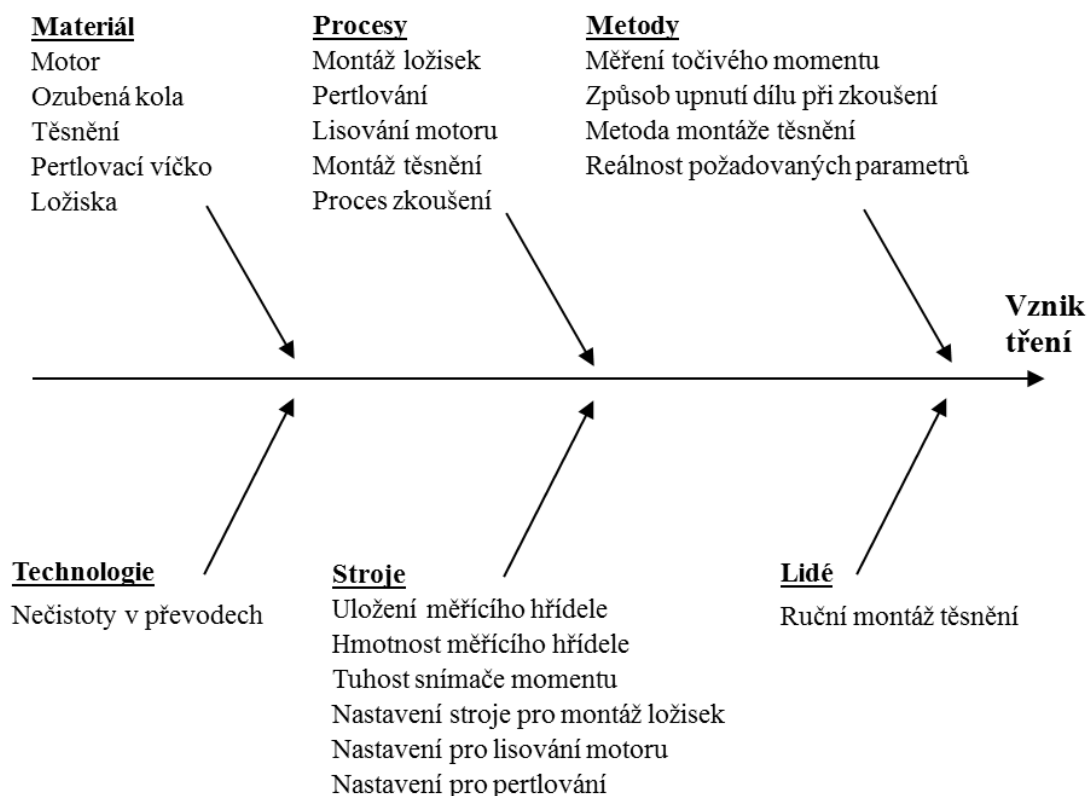 Materiál
Motor
Ozubená kola
Těsnění
Pertlovací víčko
Ložiska
Procesy
Montáž ložisek
Pertlování
Lisování motoru
Montáž těsnění
Proces zkoušení
Metody
Měření točivého momentu
Způsob upnutí dílu při zkoušení
Metoda montáže těsnění
Reálnost požadovaných parametrů
Vznik
tření
Technologie
Nečistoty v převodech
Stroje
Uložení měřícího hřídele
Hmotnost měřícího hřídele
Tuhost snímače momentu
Nastavení stroje pro montáž ložisek
Nastavení pro lisování motoru
Nastavení pro pertlování
Lidé
Ruční montáž těsnění